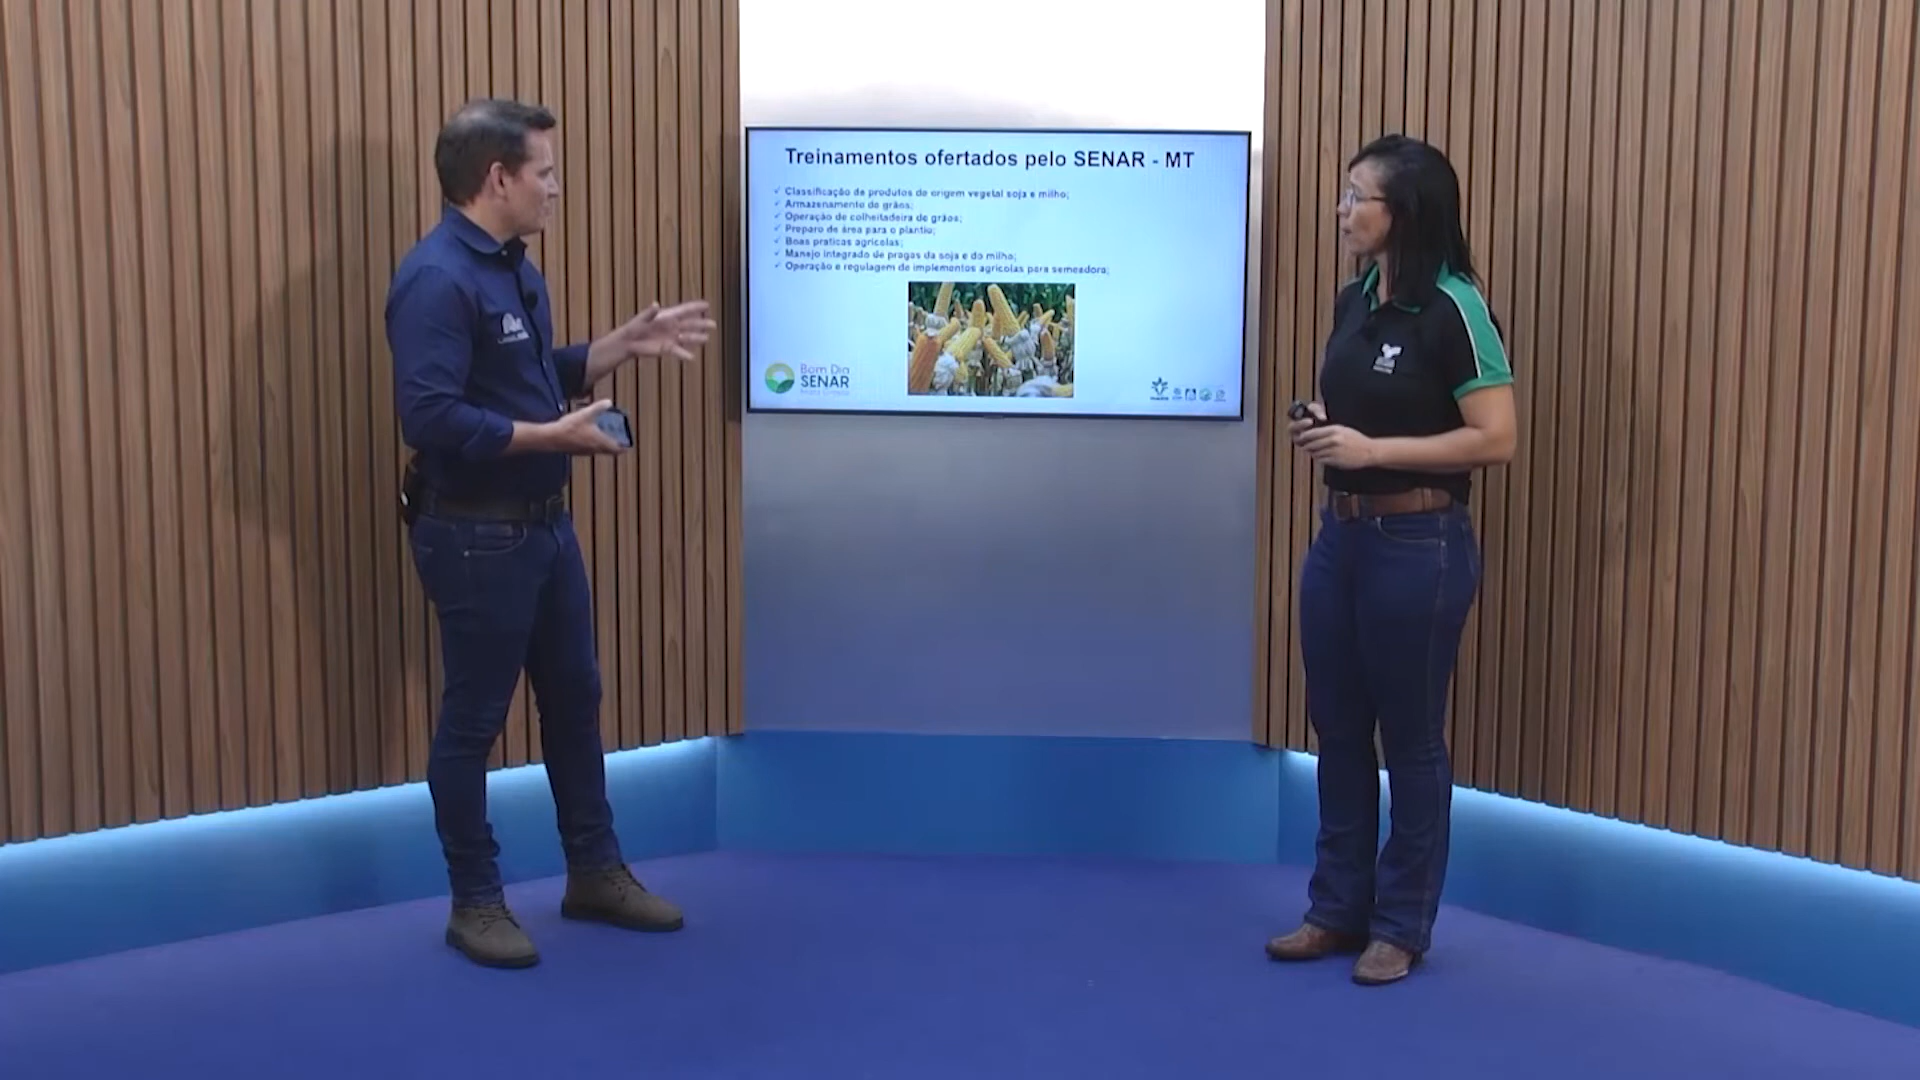 Treinamentos ofertados pelo SENAR - MT
✓ Classificação de produtos de origem vegetal soja e milho;
✓ Armazenamento de grãos;
✓ Operação de colheitadeira de grãos;
✓ Preparo de área para o plantio;
✓ Boas praticas agrícolas;
✓ Manejo integrado de pragas da soja e do milho;
✓ Operação e regulagem de implementos agrícolas para semeadora;
Bom Dia
SENAR